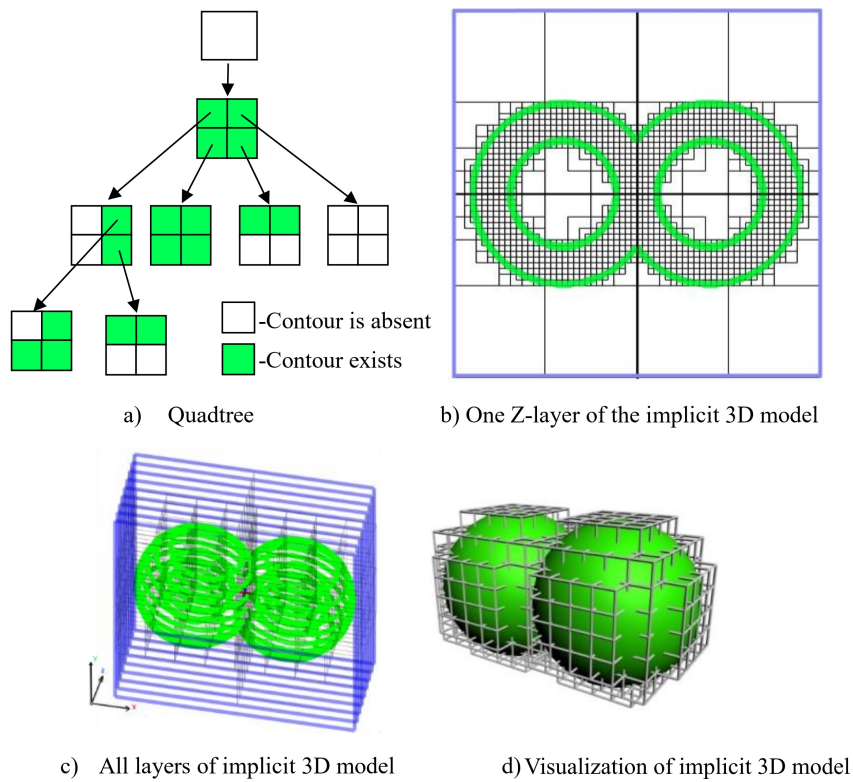 -Contour is absent
-Contour exists
a) Quadtree
b) One Z-layer of the implicit 3D model
Y
Z
X
c) All layers of implicit 3D model
d) Visualization of implicit 3D model